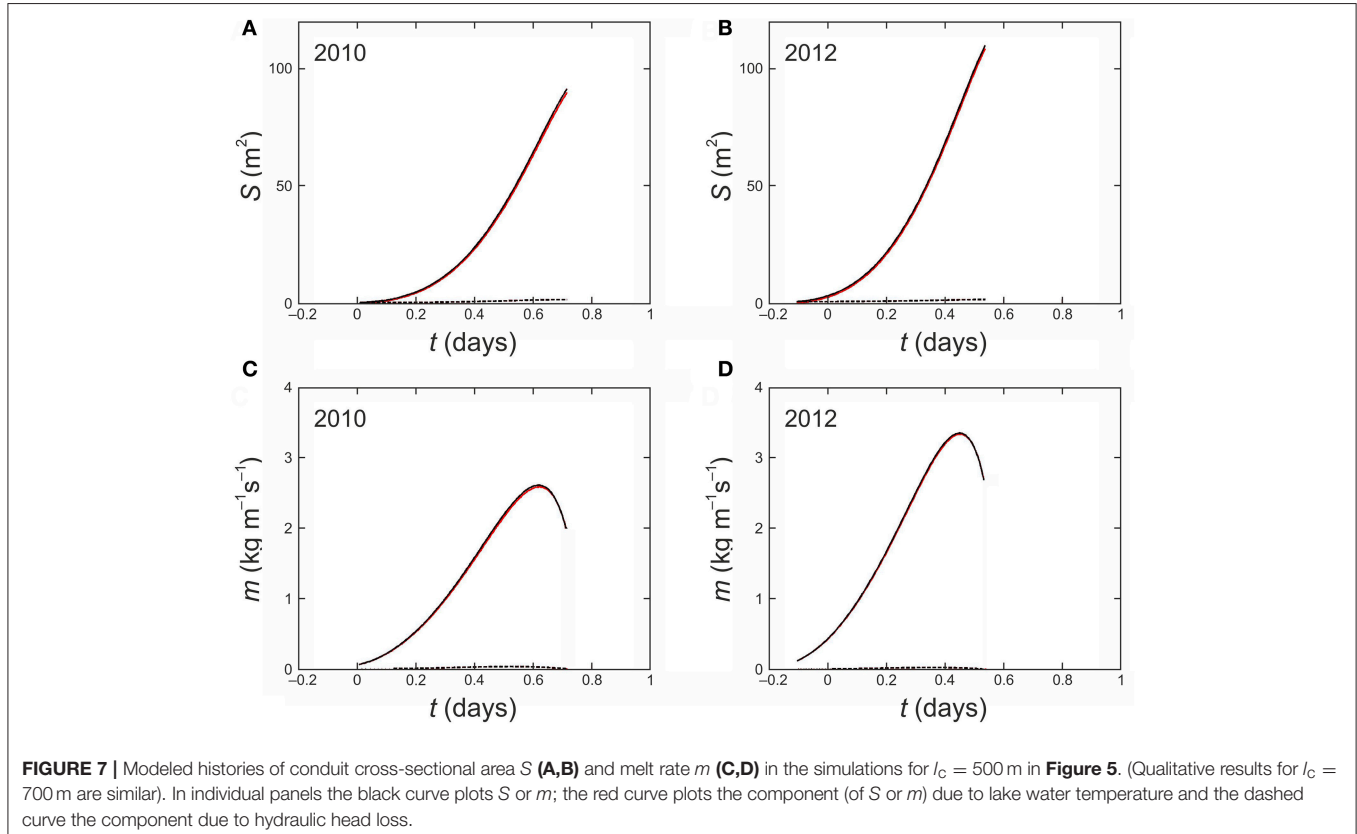 A
2010
100
50
0
S (m²)
–0.2 0 0.2 0.4 0.6 0.8 1
t (days)
B
2012
100
50
0
S (m²)
–0.2 0 0.2 0.4 0.6 0.8 1
t (days)
C
2010
4
3
2
1
0
m (kg m⁻¹s⁻¹)
–0.2 0 0.2 0.4 0.6 0.8 1
t (days)
D
2012
4
3
2
1
0
m (kg m⁻¹s⁻¹)
–0.2 0 0.2 0.4 0.6 0.8 1
t (days)
FIGURE 7 | Modeled histories of conduit cross-sectional area S (A,B) and melt rate m (C,D) in the simulations for lc = 500 m in Figure 5. (Qualitative results for lc =
700 m are similar). In individual panels the black curve plots S or m; the red curve plots the component (of S or m) due to lake water temperature and the dashed
curve the component due to hydraulic head loss.